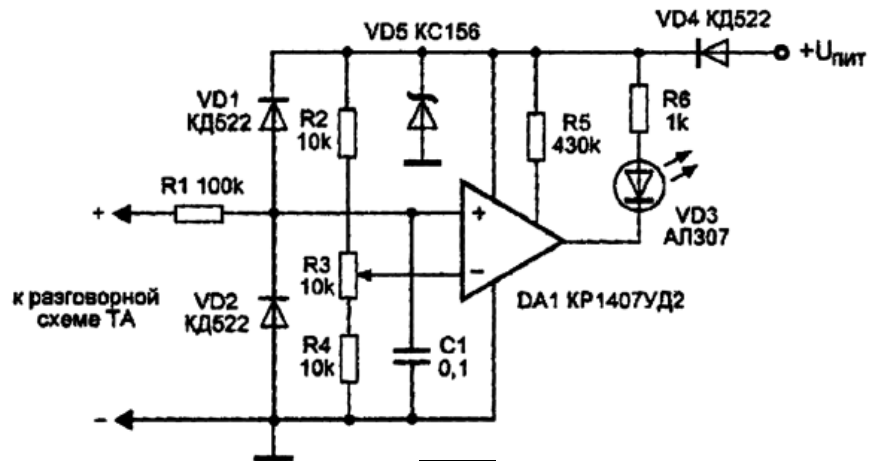 VD5 КС156
VD4 КД522
+Uпит
VD1
КД522
R2
10k
R5
430k
R6
1k
R1 100k
+
+
VD3
АЛ307
R3
10k
−
DA1 КР1407УД2
к разговорной
схеме ТА
VD2
КД522
R4
10k
C1
0,1
−